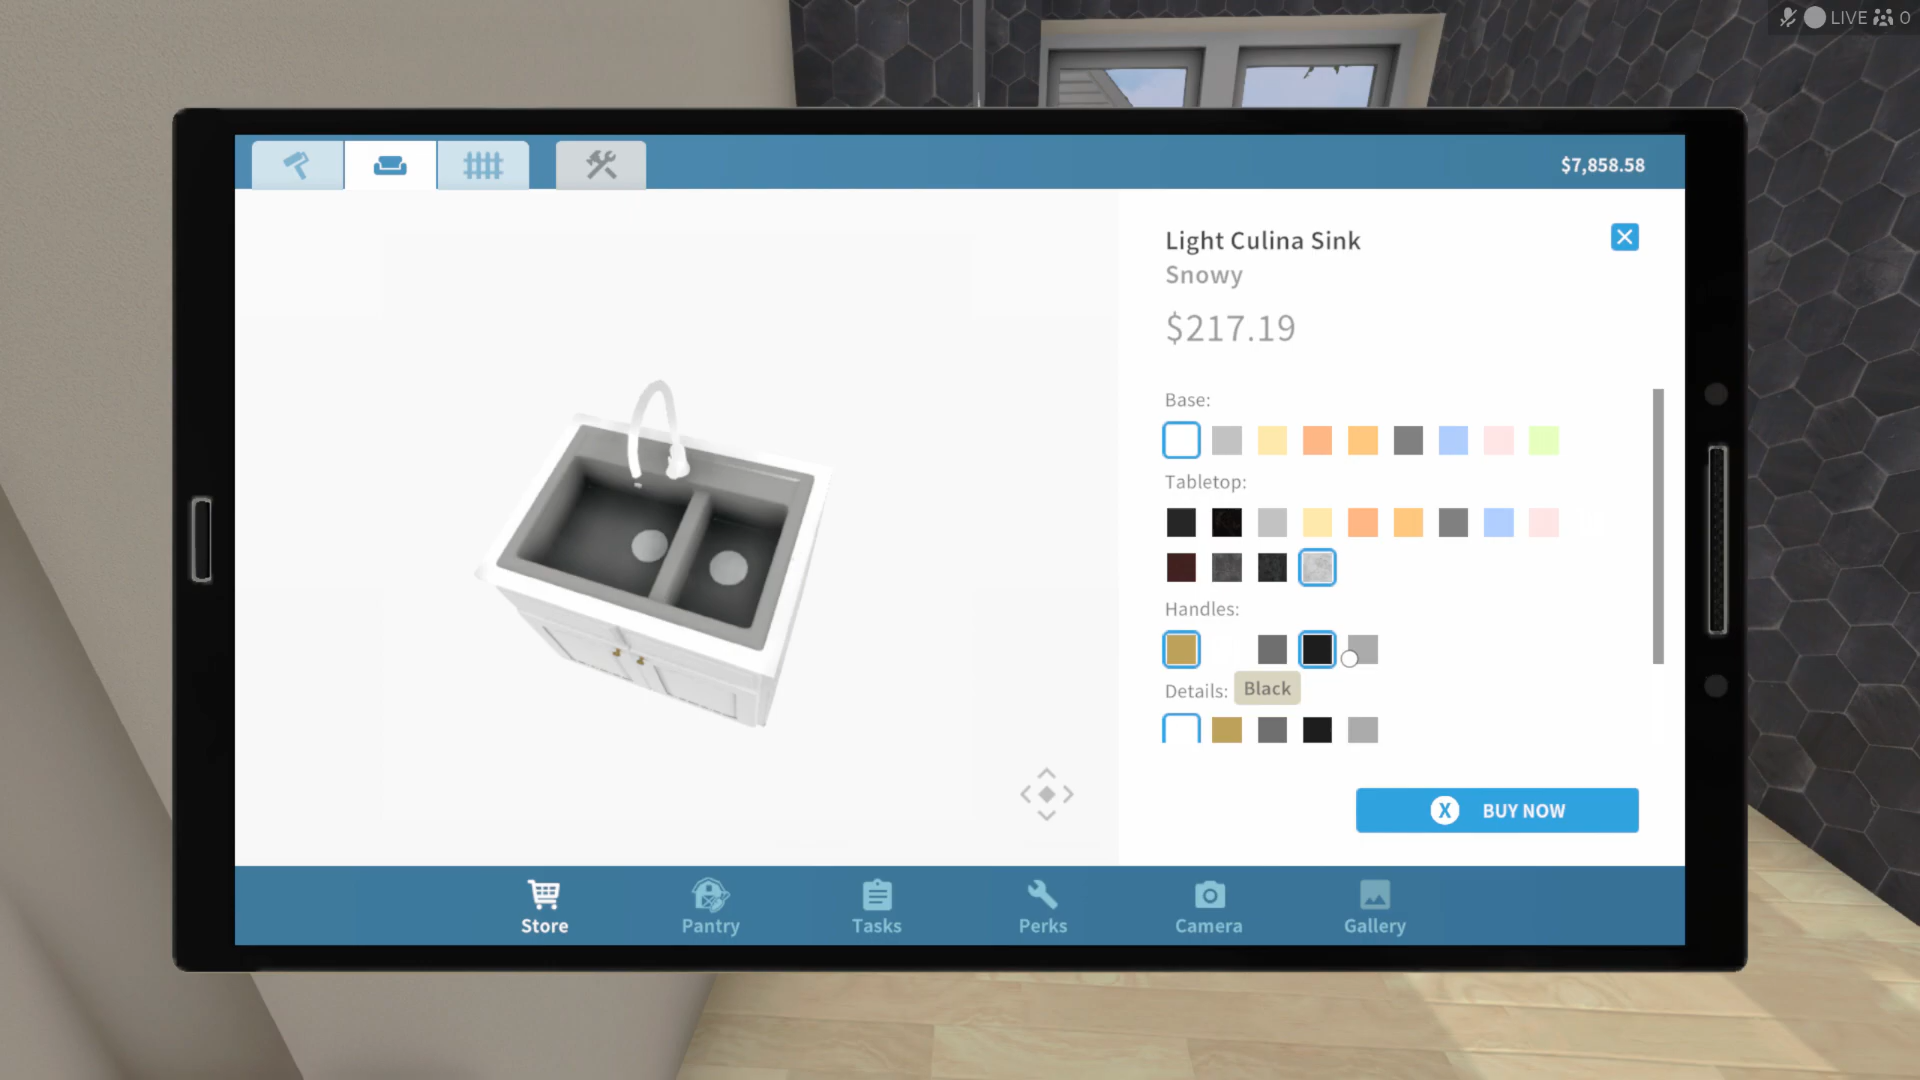 LIVE 0
$7,858.58
Light Culina Sink
Snowy
$217.19
Base:
Tabletop:
Handles:
Details:
Black
X BUY NOW
Store
Pantry
Tasks
Perks
Camera
Gallery